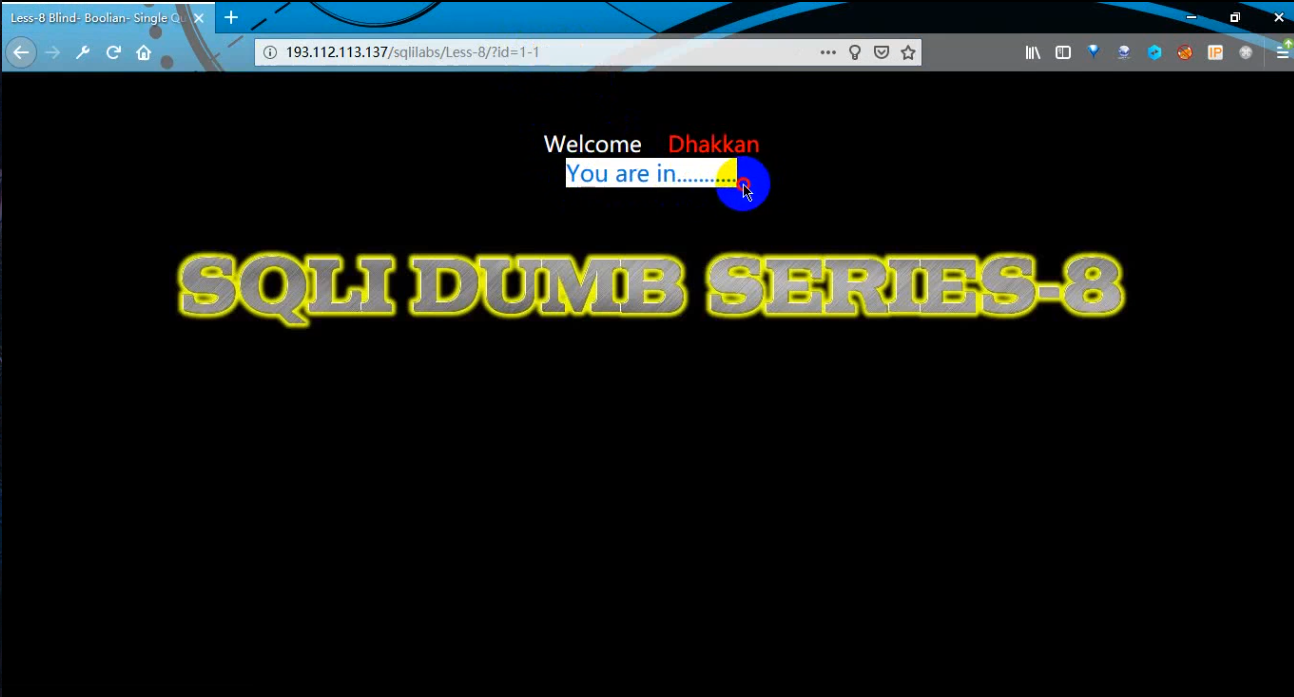 Less-8 Blind- Boolian- Single Qu
193.112.113.137/sqlilabs/Less-8/?id=1-1
IP
Welcome Dhakkan
You are in...........
SQLI DUMB SERIES-8